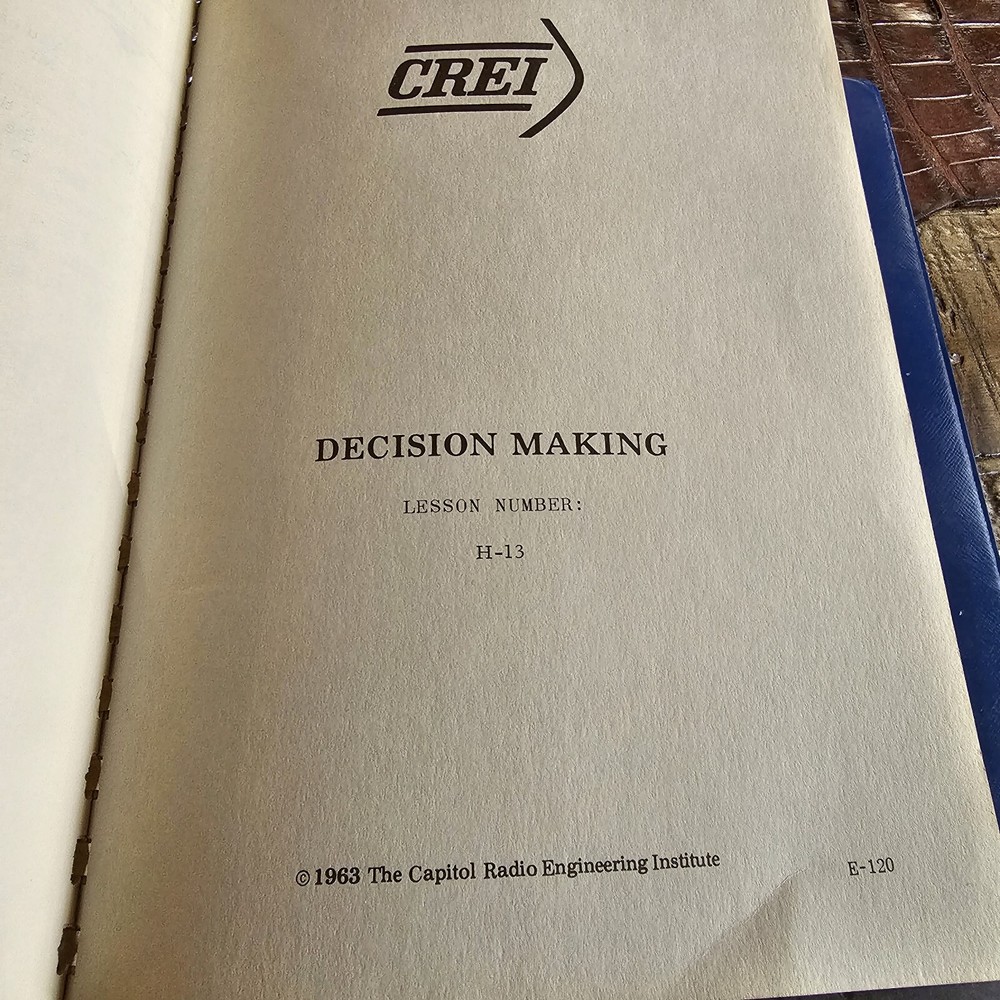 CREI
DECISION MAKING
LESSON NUMBER:
H-13
© 1963 The Capitol Radio Engineering Institute
E-120